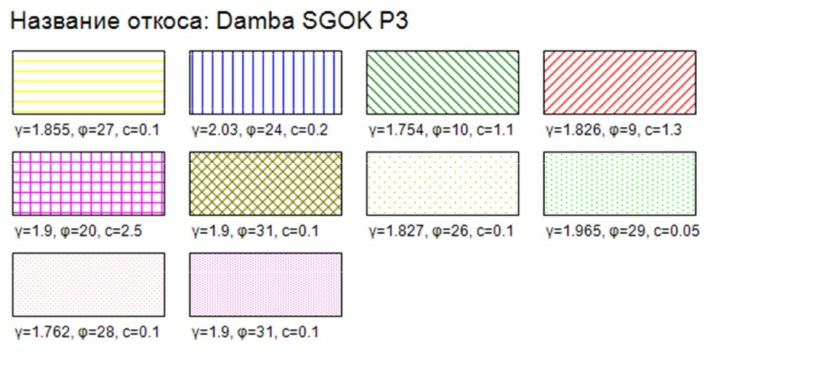 Название откоса: Damba SGOK P3
γ=1.855, φ=27, c=0.1
γ=2.03, φ=24, c=0.2
γ=1.754, φ=10, c=1.1
γ=1.826, φ=9, c=1.3
γ=1.9, φ=20, c=2.5
γ=1.9, φ=31, c=0.1
γ=1.827, φ=26, c=0.1
γ=1.965, φ=29, c=0.05
γ=1.762, φ=28, c=0.1
γ=1.9, φ=31, c=0.1